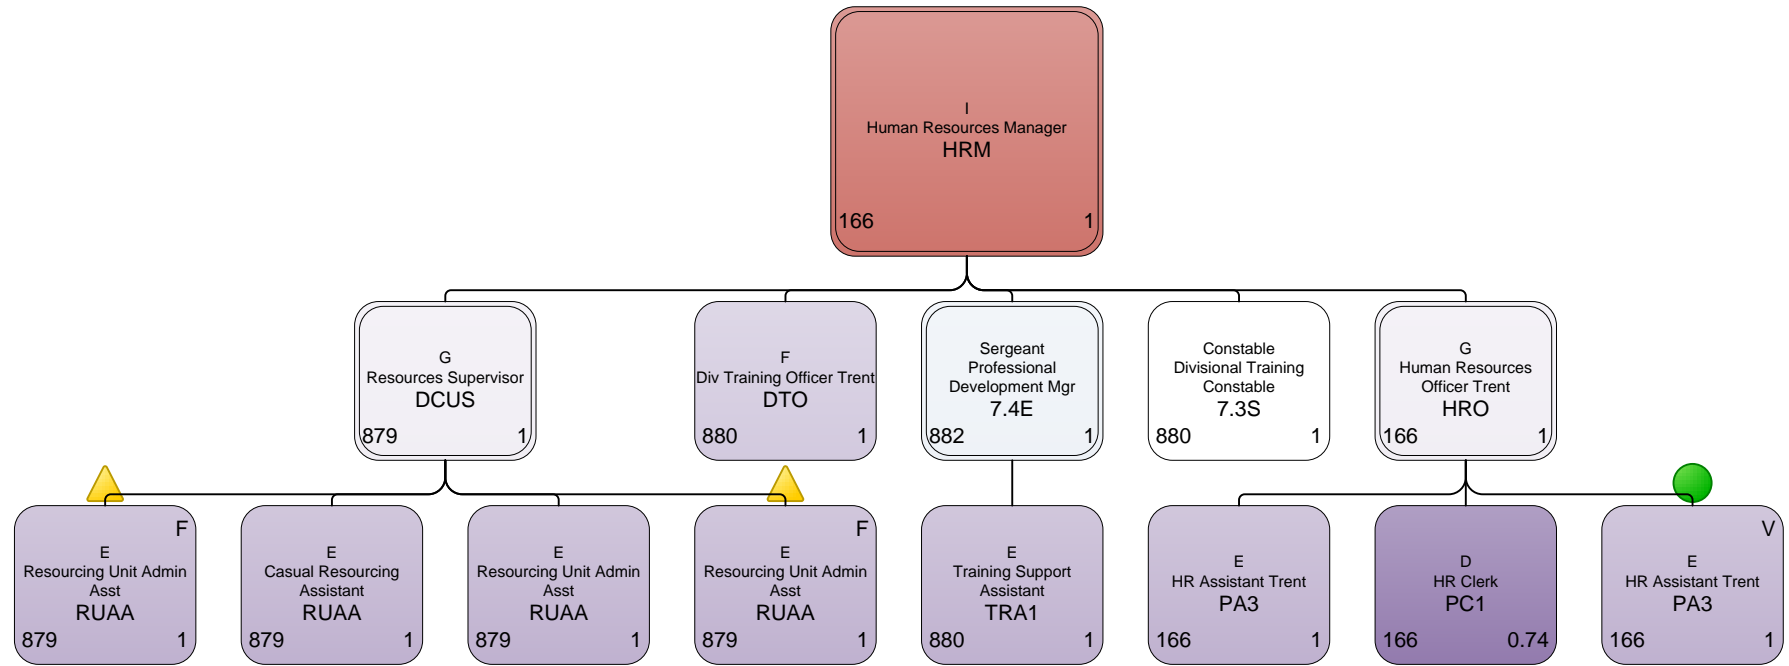 I
Human Resources Manager
HRM
166 1
G
Resources Supervisor
DCUS
879 1
F
Div Training Officer Trent
DTO
880 1
Sergeant
Professional
Development Mgr
7.4E
882 1
Constable
Divisional Training
Constable
7.3S
880 1
G
Human Resources
Officer Trent
HRO
166 1
F
E
Resourcing Unit Admin
Asst
RUAA
879 1
E
Casual Resourcing
Assistant
RUAA
879 1
E
Resourcing Unit Admin
Asst
RUAA
879 1
F
E
Resourcing Unit Admin
Asst
RUAA
879 1
E
Training Support
Assistant
TRA1
880 1
E
HR Assistant Trent
PA3
166 1
D
HR Clerk
PC1
166 0.74
V
E
HR Assistant Trent
PA3
166 1